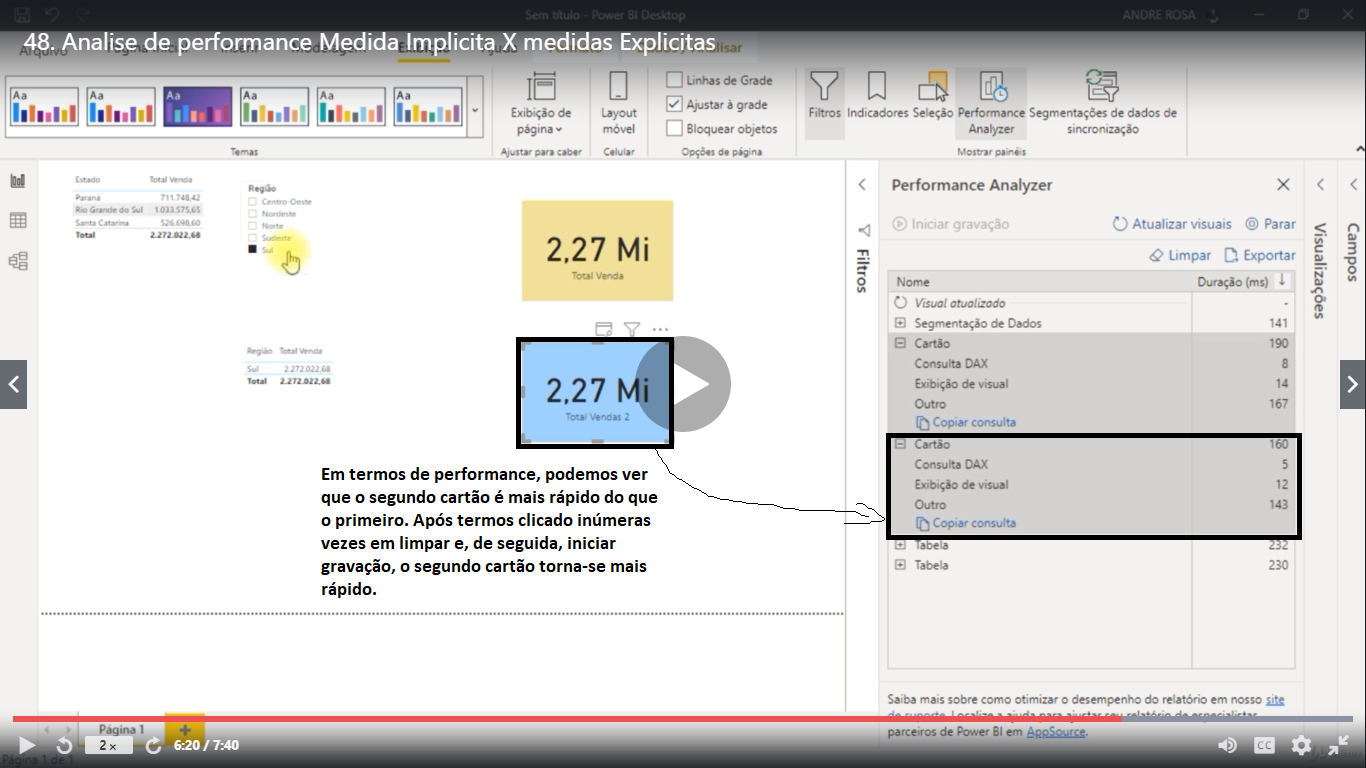 Sem título - Power BI Desktop
ANDRE ROSA
48. Analise de performance Medida Implicita X medidas Explicitas
Arquivo
Aa
Aa
Aa
Aa
Aa
Aa
Temas
Exibição de
página
Ajustar para caber
Layout
móvel
Celular
Linhas de Grade
Ajustar à grade
Bloquear objetos
Opções de página
Filtros
Indicadores
Seleção
Performance
Analyzer
Segmentações de dados de
sincronização
Mostrar painéis
Estado Total Venda
Paraná 711.748,42
Rio Grande do Sul 1.033.575,65
Santa Catarina 526.698,60
Total 2.272.022,68
Região
Centro-Oeste
Nordeste
Norte
Sudeste
Sul
2,27 Mi
Total Venda
Região Total Venda
Sul 2.272.022,68
Total 2.272.022,68
2,27 Mi
Total Vendas 2
Em termos de performance, podemos ver
que o segundo cartão é mais rápido do que
o primeiro. Após termos clicado inúmeras
vezes em limpar e, de seguida, iniciar
gravação, o segundo cartão torna-se mais
rápido.
Filtros
Performance Analyzer
Iniciar gravação
Atualizar visuais
Parar
Limpar
Exportar
Nome Duração (ms)
Visual atualizado -
Segmentação de Dados 141
Cartão 190
Consulta DAX 8
Exibição de visual 14
Outro 167
Copiar consulta
Cartão 160
Consulta DAX 5
Exibição de visual 12
Outro 143
Copiar consulta
Tabela 232
Tabela 230
Saiba mais sobre como otimizar o desempenho do relatório em nosso site
de suporte. Localize a ajuda para ajustar seu relatório de especialistas
parceiros de Power BI em AppSource.
Visualizações
Campos
Página 1
2x
6:20 / 7:40
CC
Página 1 de 1